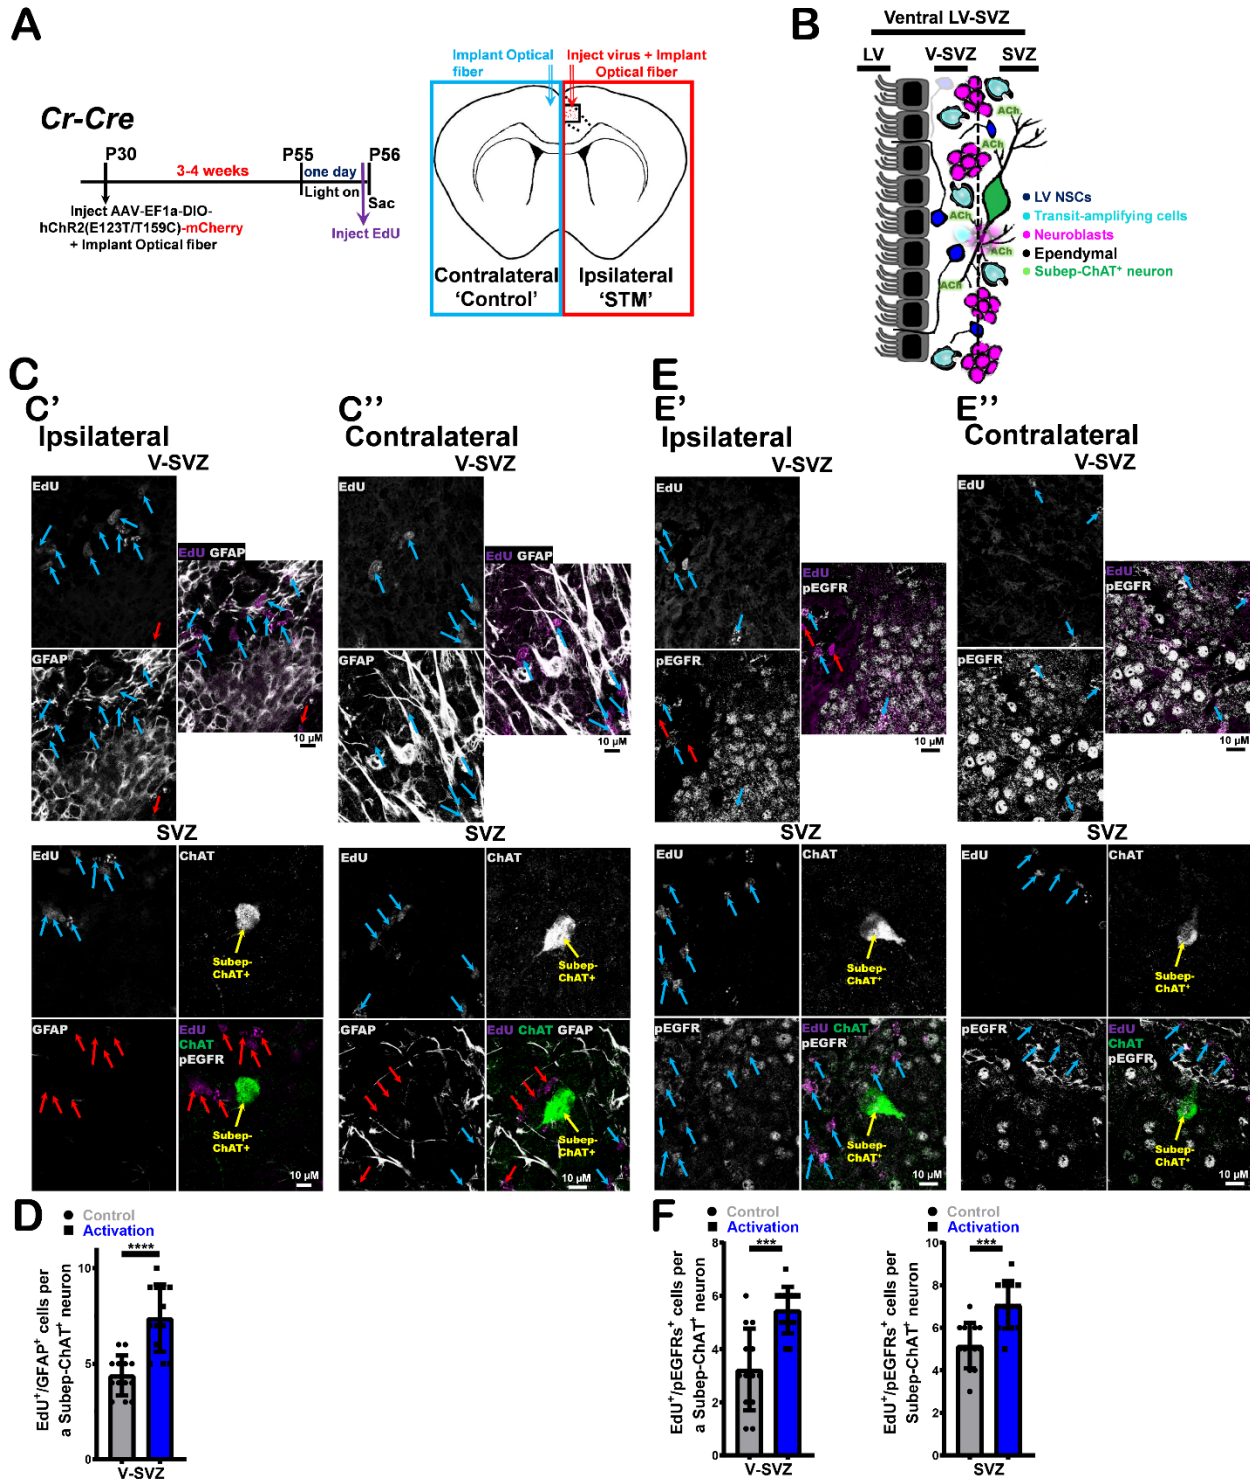 A
Implant Optical
fiber
Inject virus + Implant
Optical fiber
Cr-Cre
P30
3-4 weeks
P55
one day
P56
Light on
Sac
Inject AAV-EF1a-DIO-
hChR2(E123T/T159C)-mCherry
+ Implant Optical fiber
Inject EdU
Contralateral
'Control'
Ipsilateral
'STM'
B
Ventral LV-SVZ
LV
V-SVZ
SVZ
ACh
ACh
ACh
ACh
ACh
LV NSCs
Transit-amplifying cells
Neuroblasts
Ependymal
Subep-ChAT+ neuron
C
C'
Ipsilateral
C''
Contralateral
V-SVZ
EdU
EdU GFAP
GFAP
10 µM
EdU
EdU GFAP
GFAP
10 µM
SVZ
EdU
ChAT
Subep-
ChAT+
GFAP
EdU
ChAT
pEGFR
Subep-
ChAT+
10 µM
EdU
ChAT
Subep-
ChAT+
GFAP
EdU ChAT GFAP
Subep-
ChAT+
10 µM
E
E'
Ipsilateral
E''
Contralateral
V-SVZ
EdU
EdU
pEGFR
pEGFR
10 µM
V-SVZ
EdU
EdU
pEGFR
pEGFR
10 µM
SVZ
EdU
ChAT
Subep-
ChAT+
pEGFR
EdU ChAT
pEGFR
Subep-
ChAT+
10 µM
SVZ
EdU
ChAT
Subep-
ChAT+
pEGFR
EdU
ChAT
pEGFR
Subep-
ChAT+
10 µM
D
Control
Activation
****
EdU+/GFAP+ cells per
a Subep-ChAT+ neuron
10
5
0
V-SVZ
F
Control
Activation
***
EdU+/pEGFRs+ cells per
a Subep-ChAT+ neuron
8
6
4
2
0
V-SVZ
Control
Activation
***
EdU+/pEGFRs+ cells per
Subep-ChAT+ neuron
10
8
6
4
2
0
SVZ